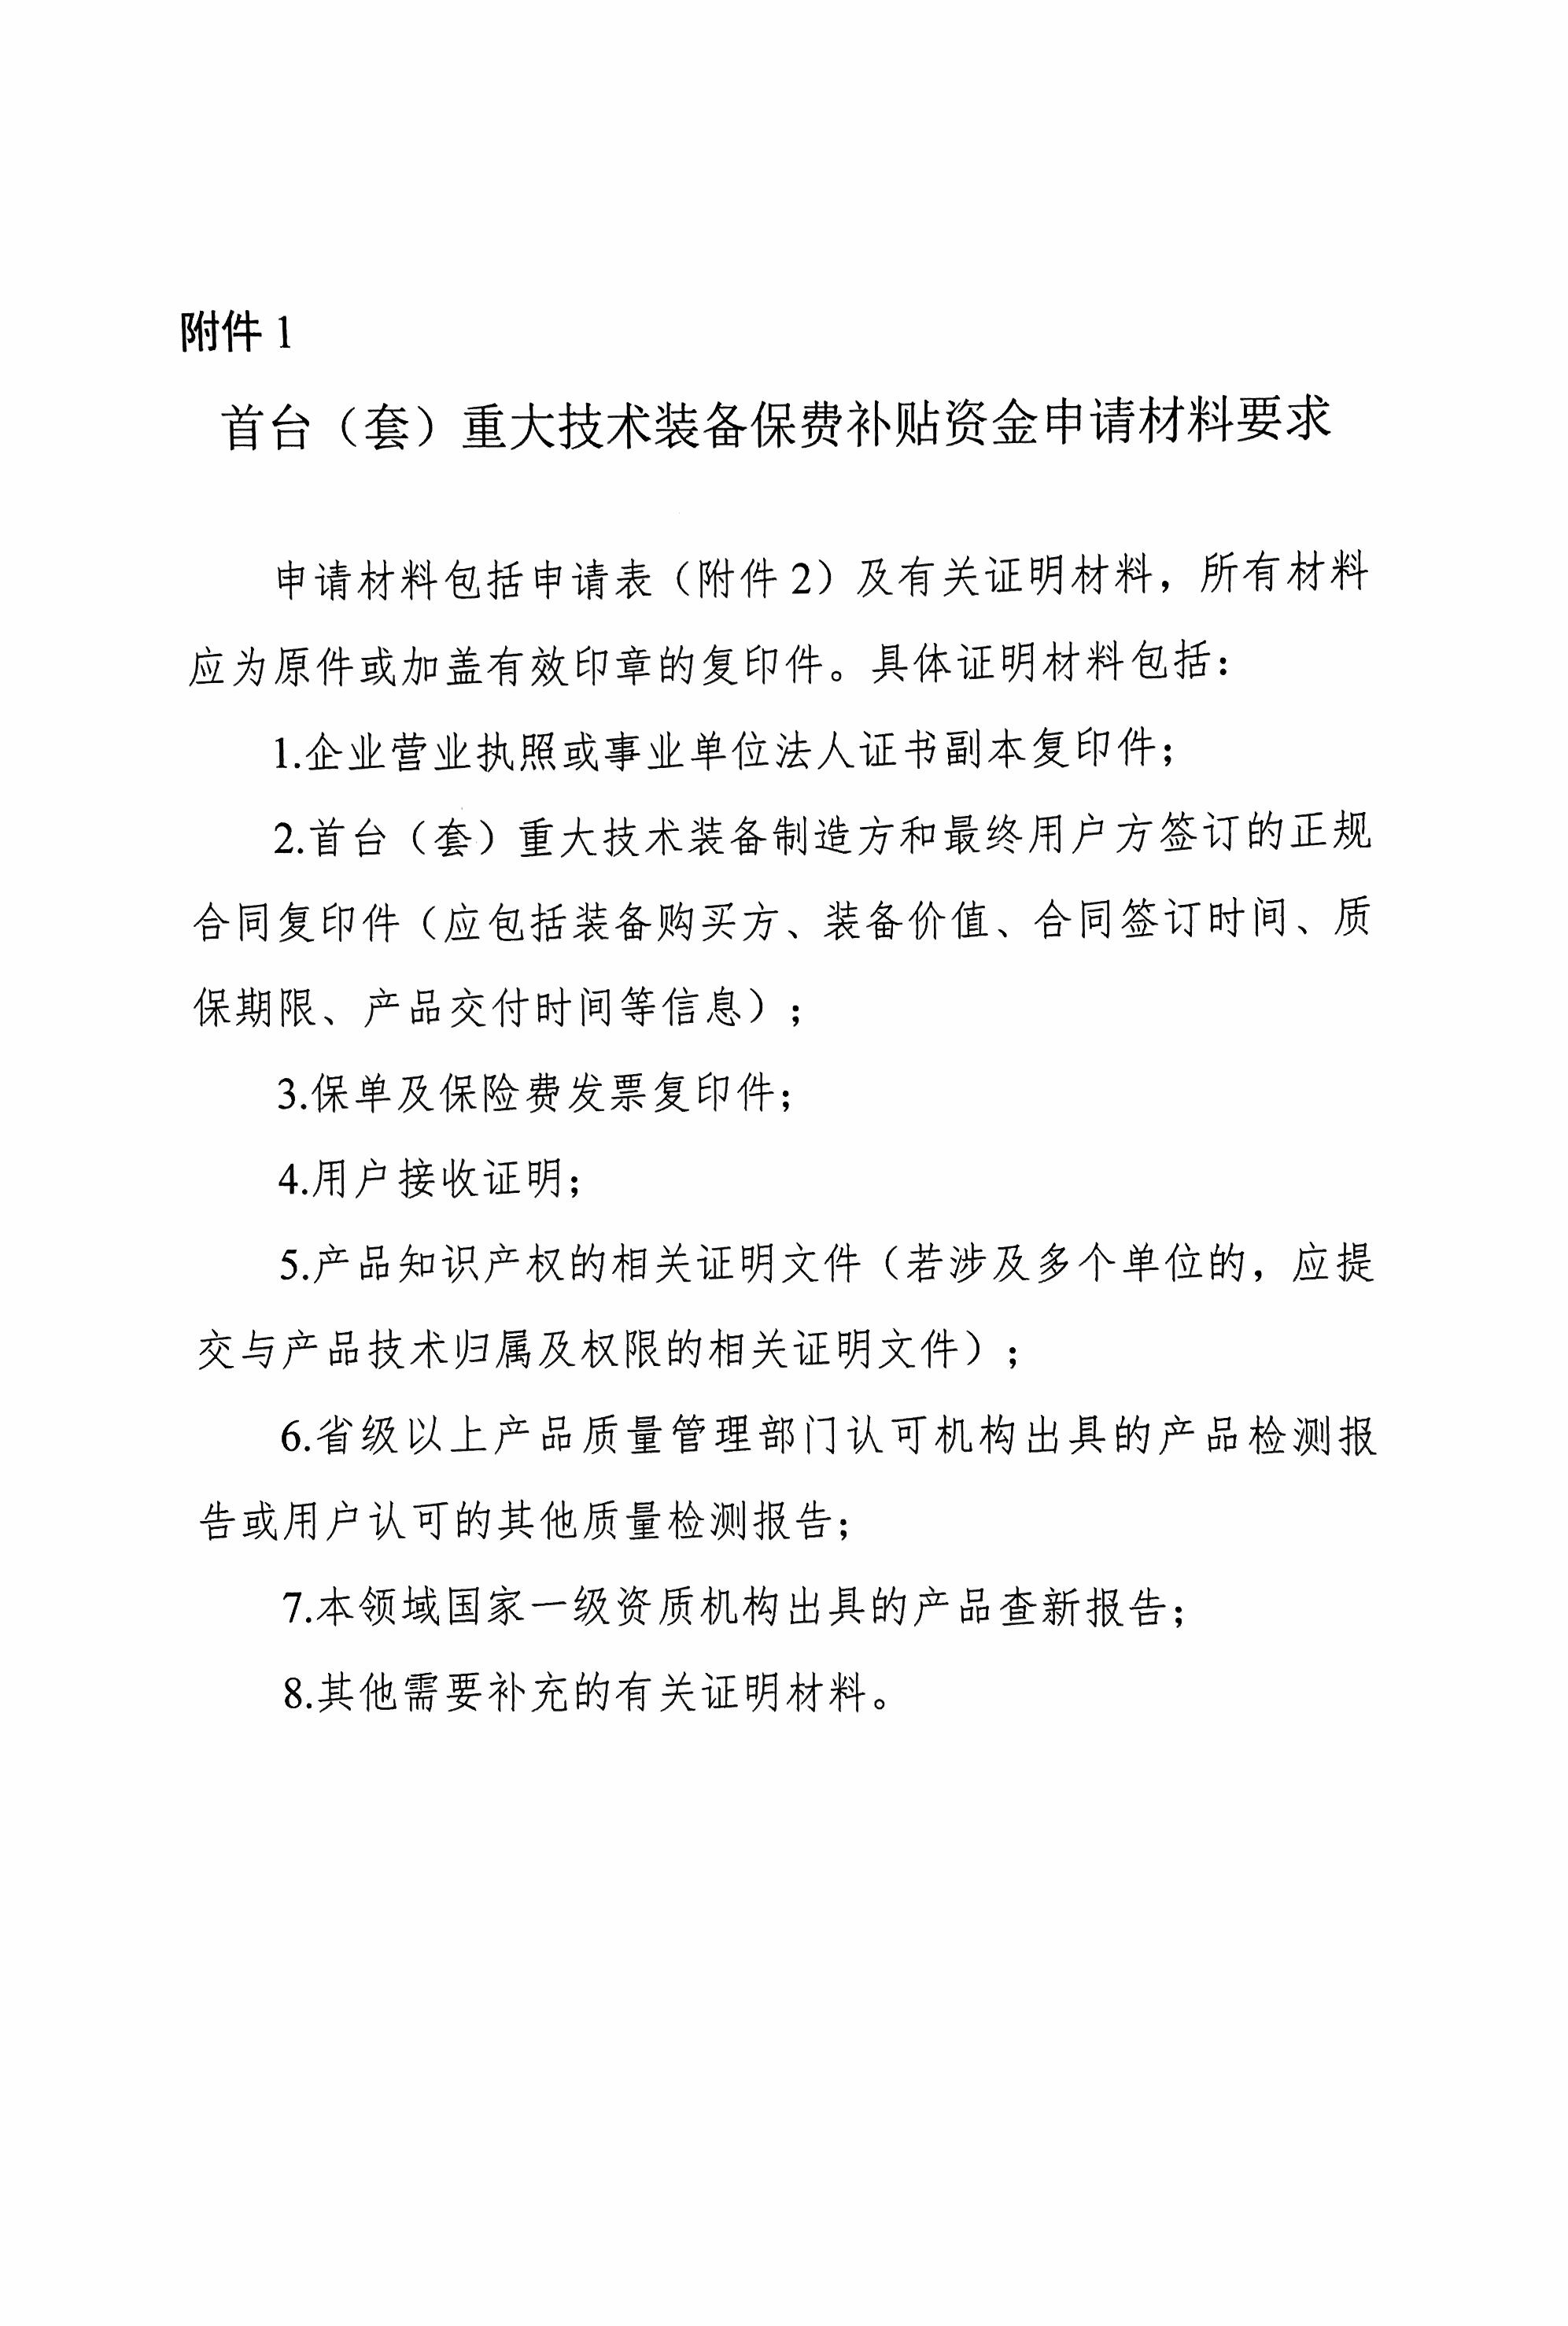 附件 1
首台（套）重大技术装备保费补贴资金申请材料要求
申请材料包括申请表（附件 2）及有关证明材料，所有材料
应为原件或加盖有效印章的复印件。具体证明材料包括：
1.企业营业执照或事业单位法人证书副本复印件；
2.首台（套）重大技术装备制造方和最终用户方签订的正规
合同复印件（应包括装备购买方、装备价值、合同签订时间、质
保期限、产品交付时间等信息）；
3.保单及保险费发票复印件；
4.用户接收证明；
5.产品知识产权的相关证明文件（若涉及多个单位的，应提
交与产品技术归属及权限的相关证明文件）；
6.省级以上产品质量管理部门认可机构出具的产品检测报
告或用户认可的其他质量检测报告；
7.本领域国家一级资质机构出具的产品查新报告；
8.其他需要补充的有关证明材料。